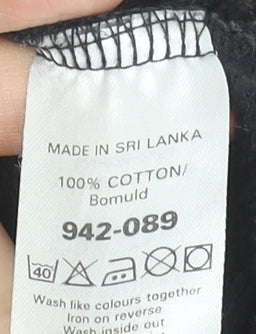 MADE IN SRI LANKA
100% COTTON/
Bomuld
942-089
40
Wash like colours together
Iron on reverse
Wash inside out